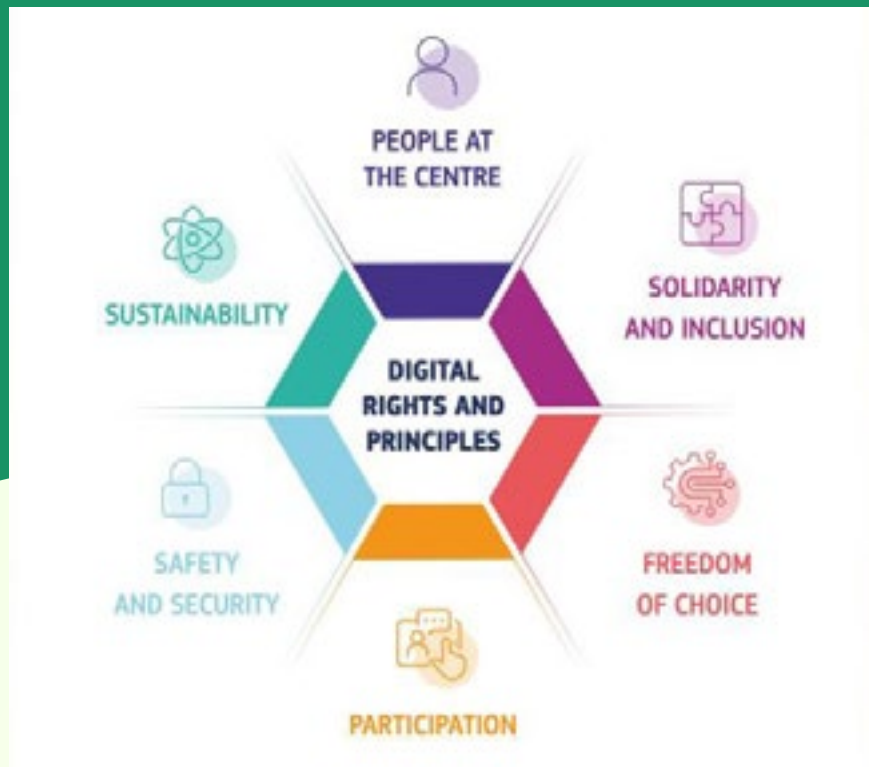 PEOPLE AT
THE CENTRE
SOLIDARITY
AND INCLUSION
SUSTAINABILITY
DIGITAL
RIGHTS AND
PRINCIPLES
SAFETY
AND SECURITY
FREEDOM
OF CHOICE
PARTICIPATION